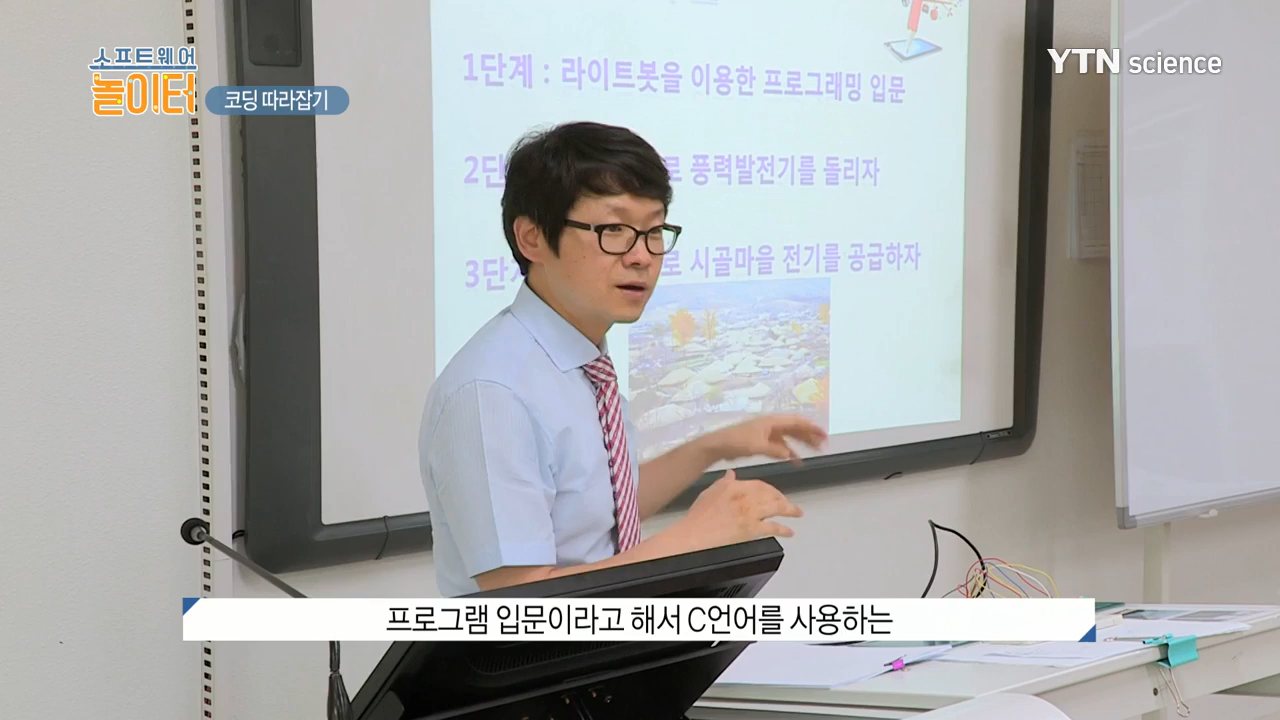 소프트웨어
놀이터
코딩 따라잡기
YTN science
1단계 : 라이트봇을 이용한 프로그래밍 입문
2단 로 풍력발전기를 돌리자
3단 로 시골마을 전기를 공급하자
프로그램 입문이라고 해서 C언어를 사용하는